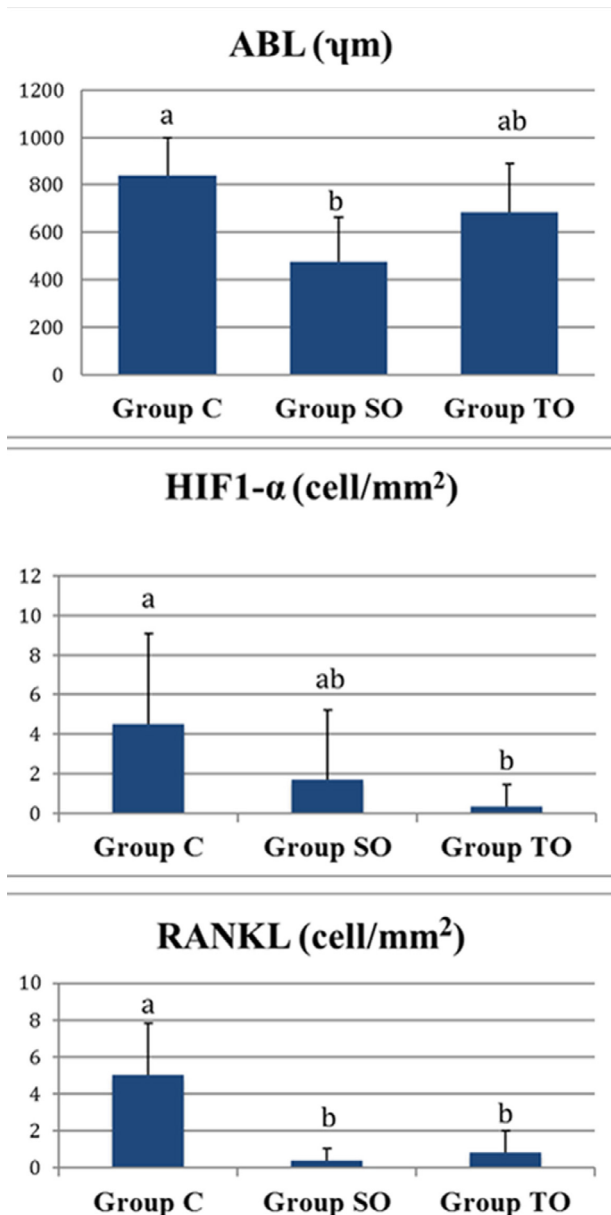 ABL (ɥm)
1200
1000
800
600
400
200
0
a
b
ab
Group C Group SO Group TO
HIF1-α (cell/mm²)
12
10
8
6
4
2
0
a
ab
b
Group C Group SO Group TO
RANKL (cell/mm²)
10
8
6
4
2
0
a
b
b
Group C Group SO Group TO